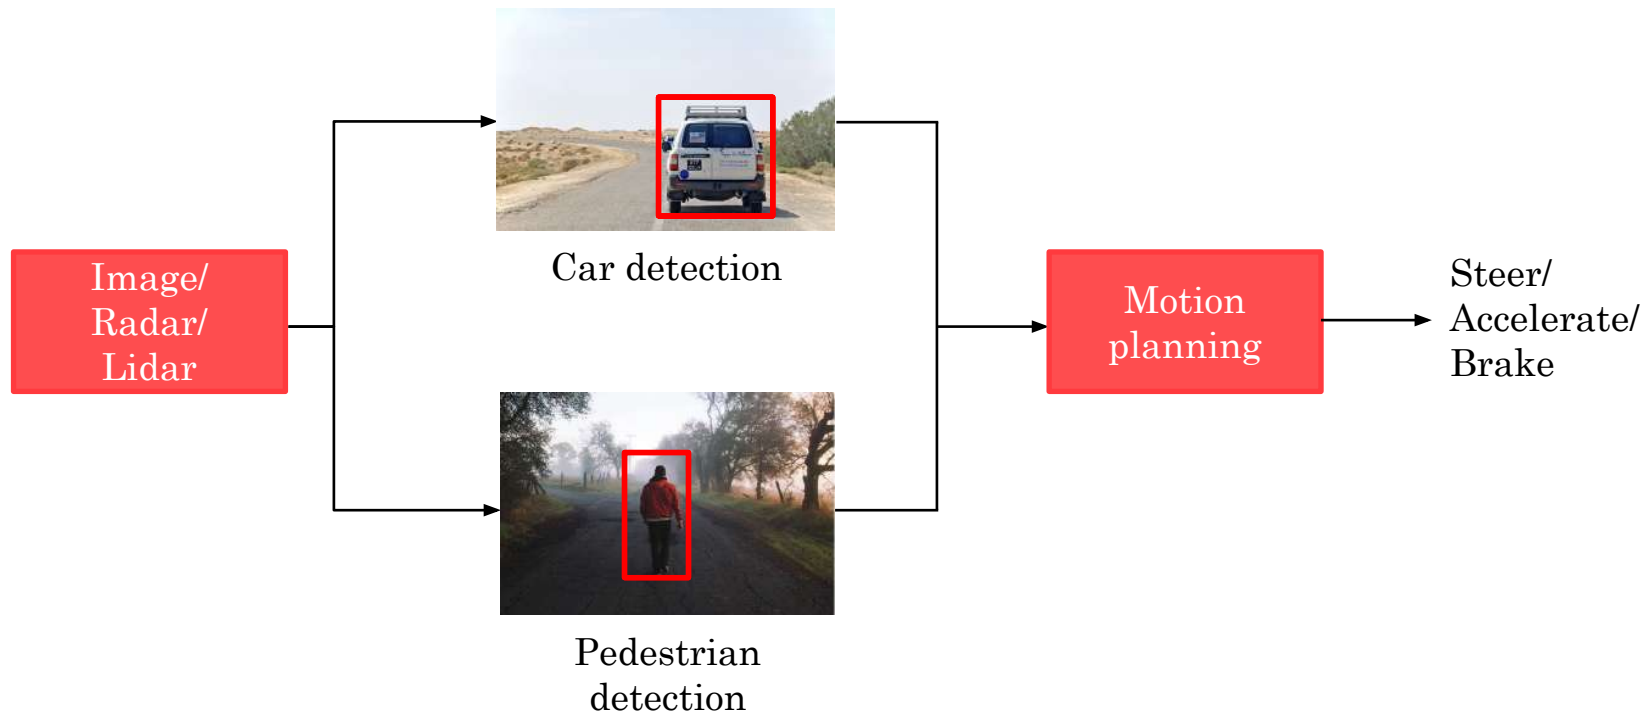 Image/
Radar/
Lidar
Car detection
Pedestrian
detection
Motion
planning
Steer/
Accelerate/
Brake